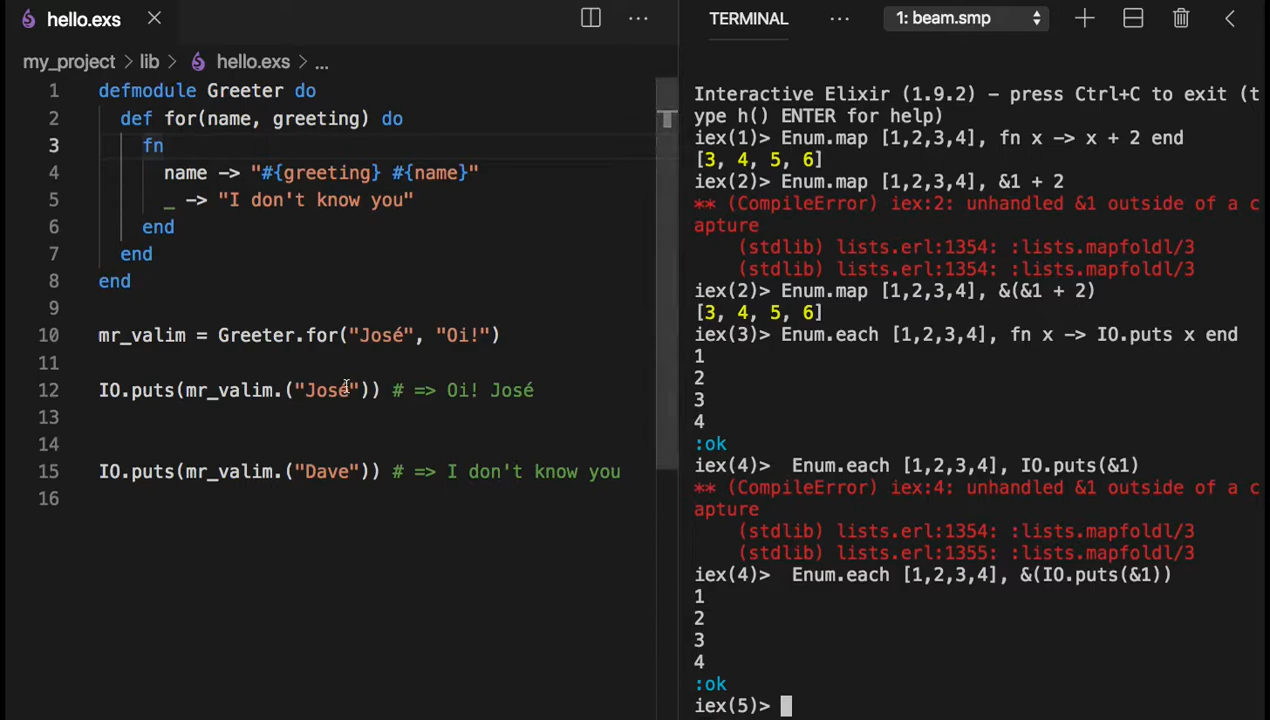 hello.exs
my_project > lib > hello.exs > ...
1 defmodule Greeter do
2 def for(name, greeting) do
3 fn
4 name -> "#{greeting} #{name}"
5 _ -> "I don't know you"
6 end
7 end
8 end
9
10 mr_valim = Greeter.for("José", "Oi!")
11
12 IO.puts(mr_valim.("José")) # => Oi! José
13
14
15 IO.puts(mr_valim.("Dave")) # => I don't know you
16
TERMINAL ... 1: beam.smp
Interactive Elixir (1.9.2) - press Ctrl+C to exit (t
ype h() ENTER for help)
iex(1)> Enum.map [1,2,3,4], fn x -> x + 2 end
[3, 4, 5, 6]
iex(2)> Enum.map [1,2,3,4], &1 + 2
** (CompileError) iex:2: unhandled &1 outside of a c
apture
(stdlib) lists.erl:1354: :lists.mapfoldl/3
(stdlib) lists.erl:1354: :lists.mapfoldl/3
iex(2)> Enum.map [1,2,3,4], &(&1 + 2)
[3, 4, 5, 6]
iex(3)> Enum.each [1,2,3,4], fn x -> IO.puts x end
1
2
3
4
:ok
iex(4)>  Enum.each [1,2,3,4], IO.puts(&1)
** (CompileError) iex:4: unhandled &1 outside of a c
apture
(stdlib) lists.erl:1354: :lists.mapfoldl/3
(stdlib) lists.erl:1355: :lists.mapfoldl/3
iex(4)>  Enum.each [1,2,3,4], &(IO.puts(&1))
1
2
3
4
:ok
iex(5)>